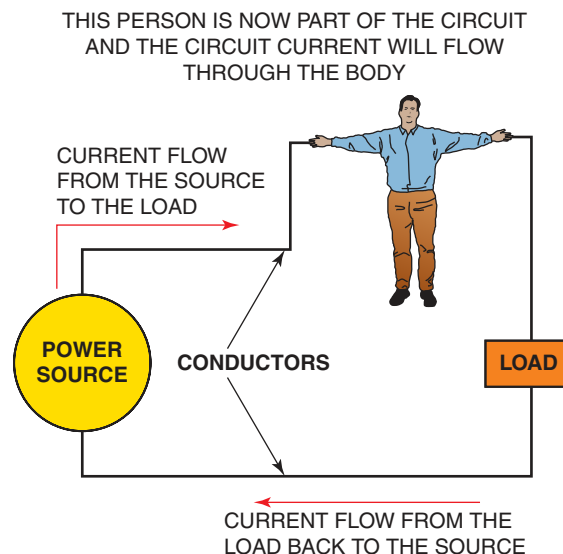 THIS PERSON IS NOW PART OF THE CIRCUIT
AND THE CIRCUIT CURRENT WILL FLOW
THROUGH THE BODY
CURRENT FLOW
FROM THE SOURCE
TO THE LOAD
POWER
SOURCE
CONDUCTORS
LOAD
CURRENT FLOW FROM THE
LOAD BACK TO THE SOURCE